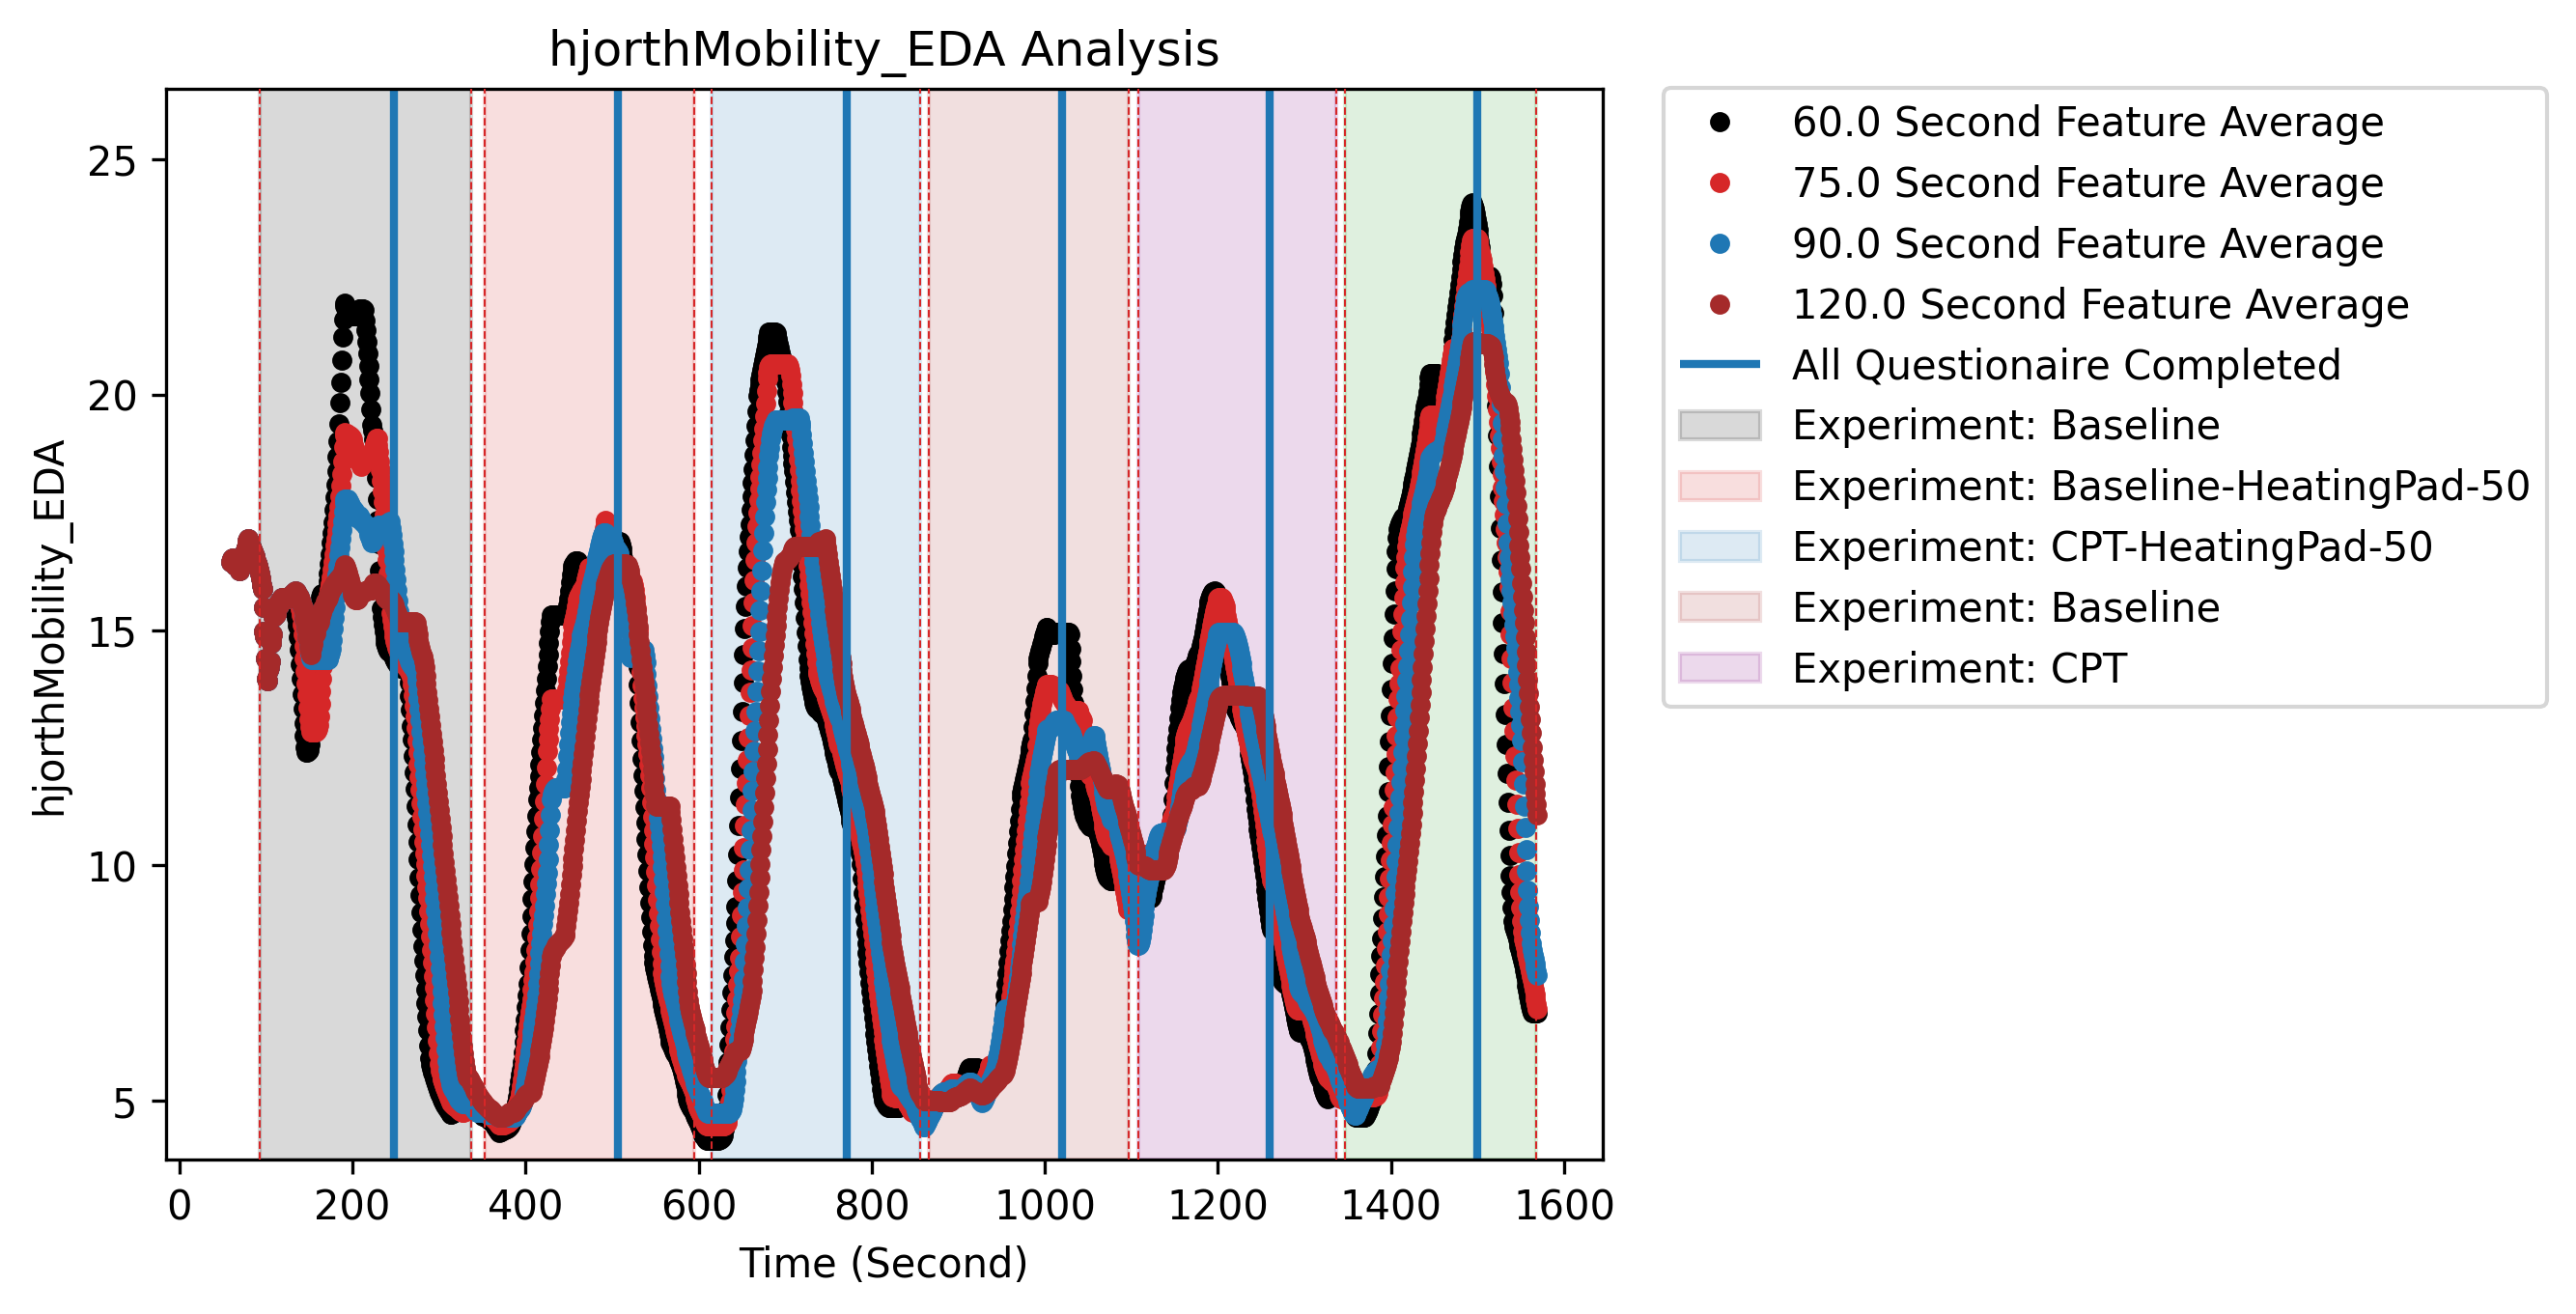 hjorthMobility_EDA Analysis
25
20
15
10
5
hjorthMobility_EDA
0 200 400 600 800 1000 1200 1400 1600
Time (Second)
60.0 Second Feature Average
75.0 Second Feature Average
90.0 Second Feature Average
120.0 Second Feature Average
All Questionaire Completed
Experiment: Baseline
Experiment: Baseline-HeatingPad-50
Experiment: CPT-HeatingPad-50
Experiment: Baseline
Experiment: CPT